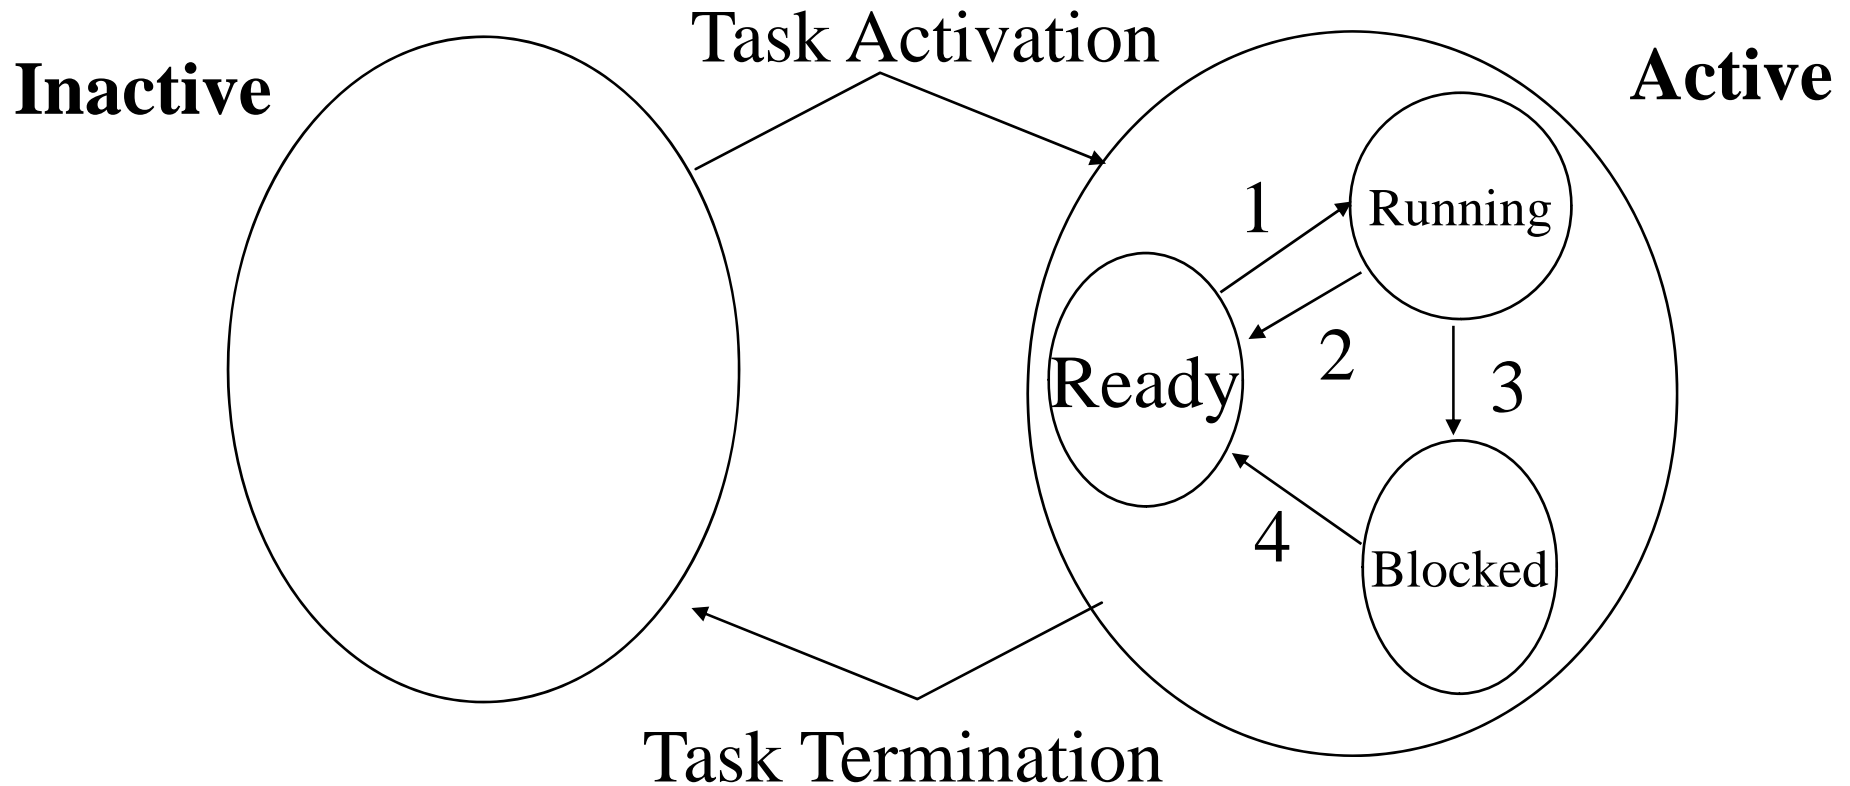 Task Activation
Inactive
Active
1
Running
2
Ready
3
4
Blocked
Task Termination